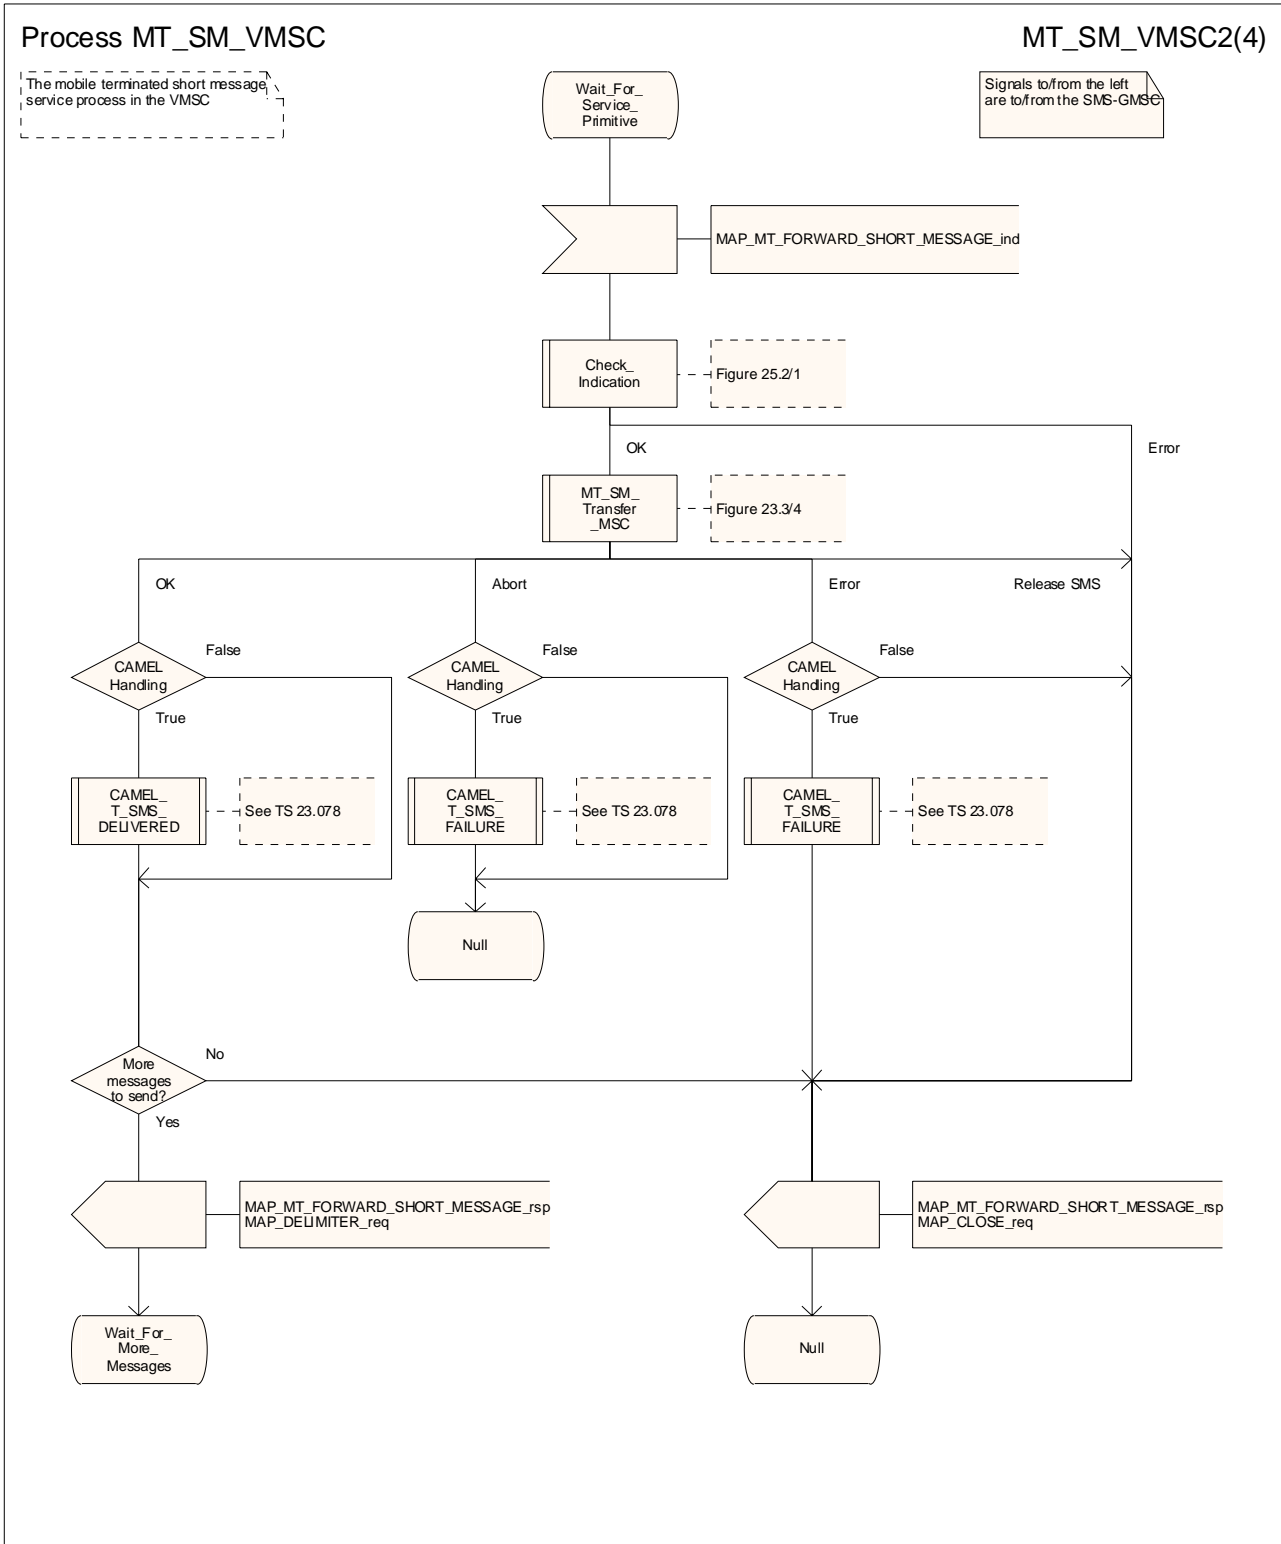 Process MT_SM_VMSC
MT_SM_VMSC2(4)
The mobile terminated short message
service process in the VMSC
Wait_For_
Service_
Primitive
Signals to/from the left
are to/from the SMS-GMSC
MAP_MT_FORWARD_SHORT_MESSAGE_ind
Check_
Indication
Figure 25.2/1
OK
Error
MT_SM_
Transfer
_MSC
Figure 23.3/4
OK
Abort
Error
Release SMS
CAMEL
Handling
False
True
CAMEL
Handling
False
True
CAMEL
Handling
False
True
CAMEL_
T_SMS_
DELIVERED
See TS 23.078
CAMEL_
T_SMS_
FAILURE
See TS 23.078
CAMEL_
T_SMS_
FAILURE
See TS 23.078
Null
More
messages
to send?
No
Yes
MAP_MT_FORWARD_SHORT_MESSAGE_rsp
MAP_DELIMITER_req
MAP_MT_FORWARD_SHORT_MESSAGE_rsp
MAP_CLOSE_req
Wait_For_
More_
Messages
Null